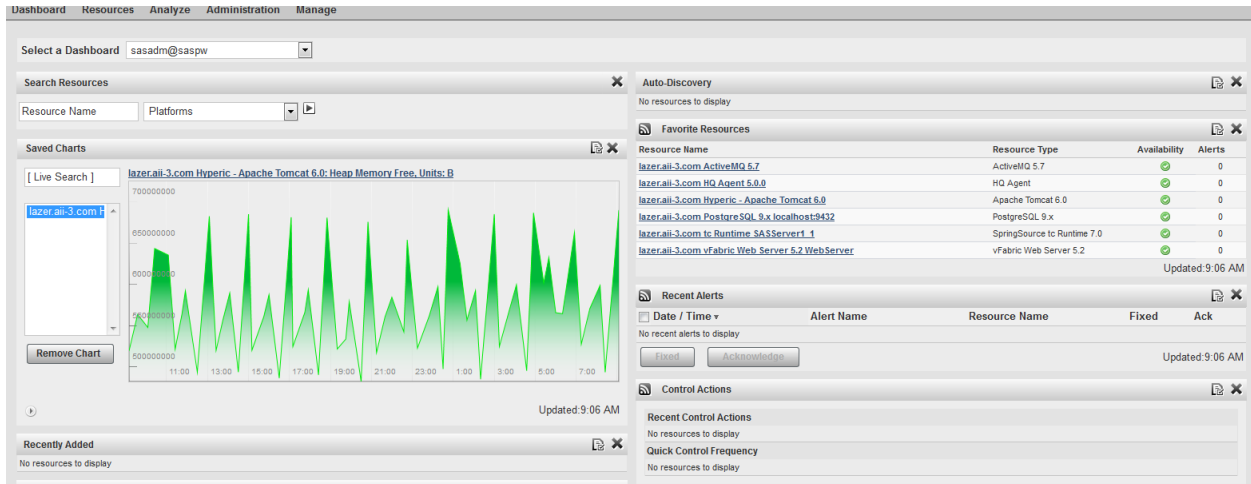 Dashboard Resources Analyze Administration Manage
Select a Dashboard sasadm@saspw
Search Resources
Resource Name Platforms
Saved Charts
[ Live Search ]
lazer.aii-3.com H
Remove Chart
lazer.aii-3.com Hyperic - Apache Tomcat 6.0: Heap Memory Free, Units: B
700000000
650000000
600000000
550000000
500000000
11:00 13:00 15:00 17:00 19:00 21:00 23:00 1:00 3:00 5:00 7:00
Updated:9:06 AM
Recently Added
No resources to display
Auto-Discovery
No resources to display
Favorite Resources
Resource Name Resource Type Availability Alerts
lazer.aii-3.com ActiveMQ 5.7 ActiveMQ 5.7 0
lazer.aii-3.com HQ Agent 5.0.0 HQ Agent 0
lazer.aii-3.com Hyperic - Apache Tomcat 6.0 Apache Tomcat 6.0 0
lazer.aii-3.com PostgreSQL 9.x localhost:9432 PostgreSQL 9.x 0
lazer.aii-3.com tc Runtime SASServer1_1 SpringSource tc Runtime 7.0 0
lazer.aii-3.com vFabric Web Server 5.2 WebServer vFabric Web Server 5.2 0
Updated:9:06 AM
Recent Alerts
Date / Time Alert Name Resource Name Fixed Ack
No recent alerts to display
Fixed Acknowledge Updated:9:06 AM
Control Actions
Recent Control Actions
No resources to display
Quick Control Frequency
No resources to display